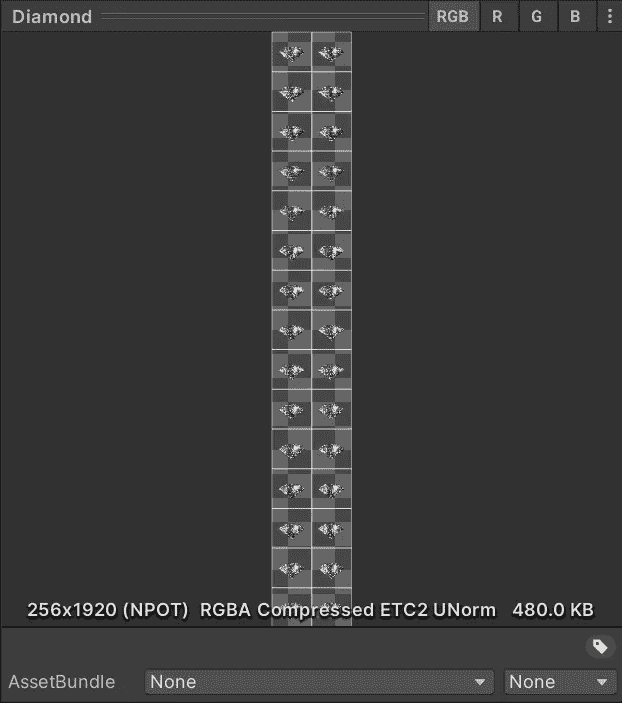 Diamond RGB R G B
256x1920 (NPOT) RGBA Compressed ETC2 UNorm 480.0 KB
AssetBundle None None